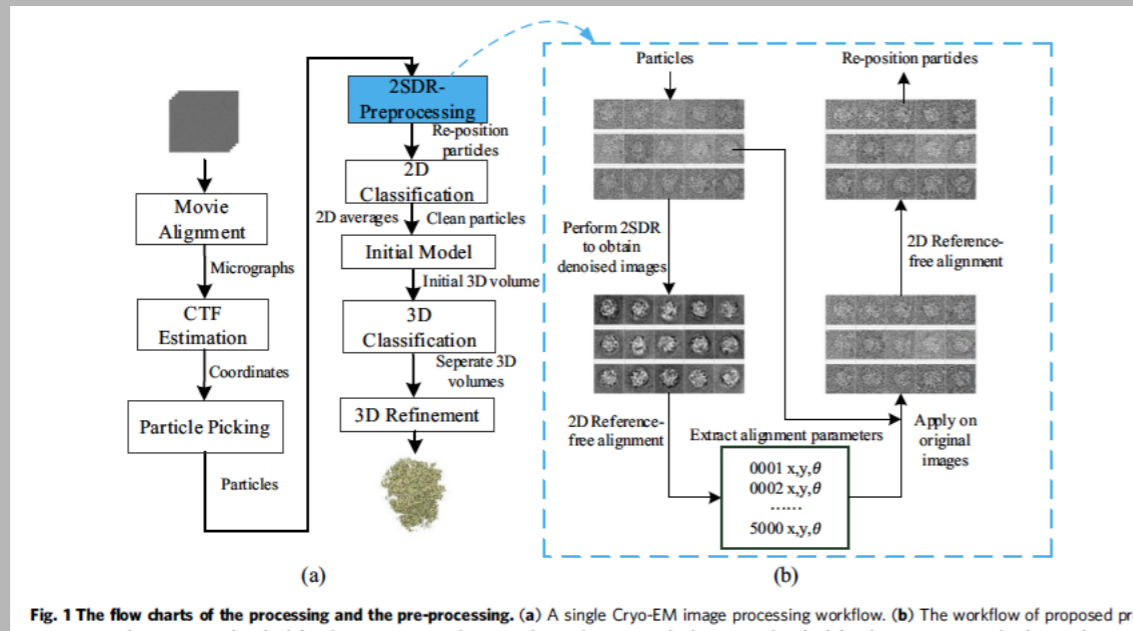 2SDR-
Preprocessing
Re-position
particles
2D
Classification
2D averages
Clean particles
Initial Model
Initial 3D volume
3D
Classification
Seperate 3D
volumes
3D Refinement
Movie
Alignment
Micrographs
CTF
Estimation
Coordinates
Particle Picking
Particles
(a)
Particles
Re-position particles
Perform 2SDR
to obtain
denoised images
2D Reference-
free alignment
2D Reference-
free alignment
Extract alignment parameters
Apply on
original
images
0001 x,y,θ
0002 x,y,θ
......
5000 x,y,θ
(b)
Fig. 1 The flow charts of the processing and the pre-processing. (a) A single Cryo-EM image processing workflow. (b) The workflow of proposed pr